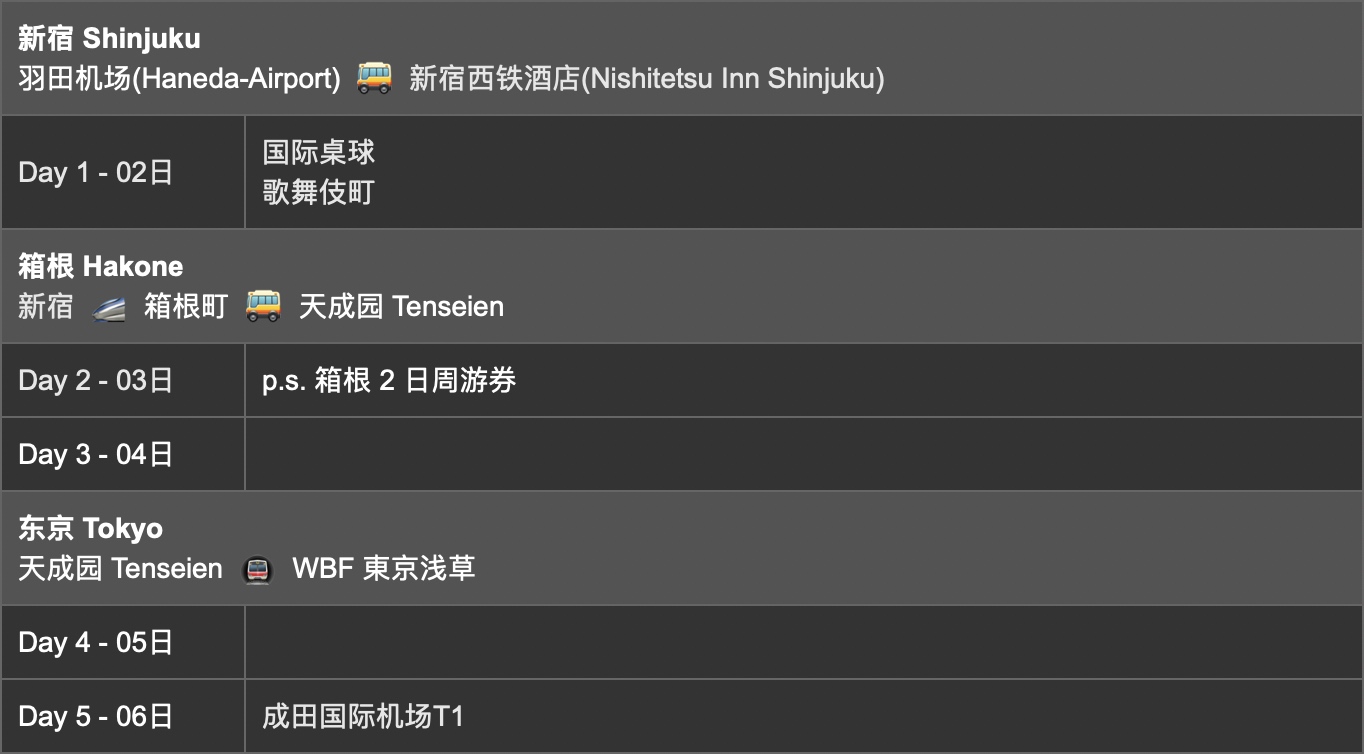 新宿 Shinjuku
羽田机场(Haneda-Airport) 🚌 新宿西铁酒店(Nishitetsu Inn Shinjuku)
Day 1 - 02日
国际桌球
歌舞伎町
箱根 Hakone
新宿 🚄 箱根町 🚌 天成园 Tenseien
Day 2 - 03日
p.s. 箱根 2 日周游券
Day 3 - 04日
东京 Tokyo
天成园 Tenseien 🚇 WBF 東京浅草
Day 4 - 05日
Day 5 - 06日
成田国际机场T1